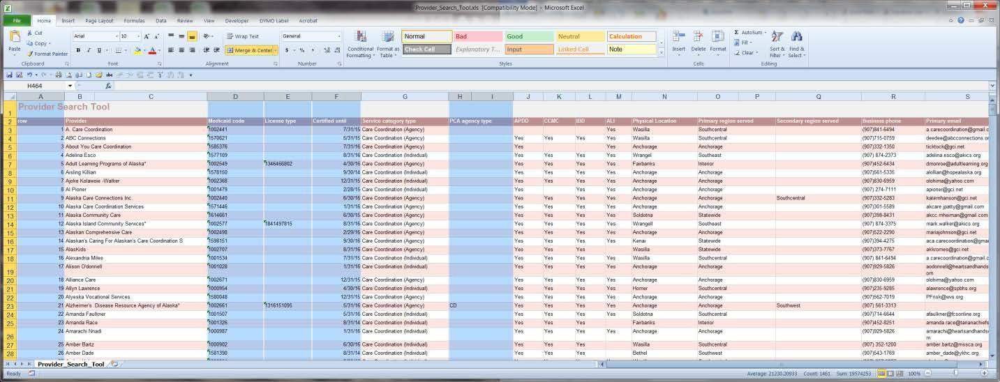 Provider_Search_Tool.xls [Compatibility Mode] - Microsoft Excel
File Home Insert Page Layout Formulas Data Review View Developer DYMO Label Acrobat
Cut Arial 10 Wrap Text General Normal Bad Good Neutral Calculation AutoSum
Copy Fill
Paste Format Painter Merge & Center Conditional Formatting Format as Table Check Cell Explanatory T... Input Linked Cell Note Insert Delete Format Clear Sort & Filter Find & Select
Clipboard Font Alignment Number Styles Cells Editing
H464 fx
A B C D E F G H I J K L M N O P Q R S
1 Provider Search Tool
2 row Provider Medicaid code License type Certified until Service category type PCA agency type APDD CCMC IDD ALI Physical Location Primary region served Secondary region served Business phone Primary email
3 1 A. Care Coordination 1002441 7/31/15 Care Coordination (Agency) Yes Wasilla Southcentral (907)841-6494 a.carecoordination@gmail.c
4 2 ABC Connections 1570621 5/31/15 Care Coordination (Agency) Yes Yes Yes Yes Wasilla Southcentral (907)715-0759 deedee@abcconnections.or
5 3 About You Care Coordination 1585376 7/31/16 Care Coordination (Agency) Yes Yes Anchorage Anchorage (907)332-1350 ticktock@gci.net
6 4 Adelina Esco 1577109 8/31/16 Care Coordination (Individual) Yes Yes Yes Yes Wrangel Southeast (907) 874-2373 adelina.esco@akics.org
7 5 Adult Learning Programs of Alaska* 1002549 1346466802 4/30/16 Care Coordination (Agency) Yes Yes Yes Yes Fairbanks Interior (907)452-6434 dmonroe@adultlearning.org
8 6 Aisling Killian 1578150 9/30/14 Care Coordination (Individual) Yes Yes Yes Yes Anchorage Anchorage (907)561-5335 akillian@hopealaska.org
9 7 Ajoke Kolawoie -Walker 1002368 12/31/15 Care Coordination (Individual) Yes Yes Yes Yes Anchorage Anchorage (907)830-6959 olohima@yahoo.com
10 8 Al Pioner 1001479 2/28/15 Care Coordination (Individual) Yes Yes Anchorage Anchorage (907) 274-7111 apioner@gci.net
11 9 Alaska Care Connections Inc. 1002440 6/30/16 Care Coordination (Agency) Yes Yes Yes Yes Anchorage Anchorage Southcentral (907)332-5283 katemhanson@gci.net
12 10 Alaska Care Coordination Services 1571446 1/31/16 Care Coordination (Agency) Yes Yes Yes Yes Anchorage Anchorage (907)301-5589 akcare.jpatty@gmail.com
13 11 Alaska Community Care 1614661 6/30/15 Care Coordination (Agency) Yes Yes Yes Yes Soldotna Statewide (907)398-8431 akcc.mheiman@gmail.com
14 12 Alaska Island Community Services* 1002577 1841497815 8/31/16 Care Coordination (Agency) Yes Yes Yes Yes Wrangell Southeast (907) 874-3375 mark.walker@akics.org
15 13 Alaskan Comprehensive Care 1002498 2/29/16 Care Coordination (Agency) Yes Yes Yes Yes Anchorage Anchorage (907)522-2290 mariajohnson@gci.net
16 14 Alaskan's Caring For Alaskan's Care Coordination S 1598151 9/30/16 Care Coordination (Agency) Yes Yes Yes Yes Kenai Statewide (907)394-4275 aca.carecoordination@gma
17 15 AlasKids 1002707 8/31/16 Care Coordination (Agency) Yes Yes Yes Wasilla Statewide (907)373-7767 akkromes@gci.net
18 16 Alexandria Miles 1001534 7/31/15 Care Coordination (Individual) Yes Yes Yes Yes Wasilla Southcentral (907) 841-6494 a.carecoordination@gmail.c
19 17 Alison O'donnell 1001028 1/31/16 Care Coordination (Individual) Yes Yes Yes Yes Anchorage Anchorage (907)929-5826 aodonnell@heartsandhands
om
20 18 Alliance Care 1002671 12/31/15 Care Coordination (Agency) Yes Yes Yes Yes Anchorage Anchorage (907)830-6959 olohima@yahoo.com
21 19 Allyn Lawrence 1000954 4/30/16 Care Coordination (Individual) Yes Yes Yes Yes Homer Southcentral (907)235-9285 alawrence@spbhs.org
22 20 Alyeska Vocational Services 1580048 12/31/15 Care Coordination (Agency) Yes Yes Yes Yes Anchorage Anchorage (907)562-7019 PFrisk@wvs.org
23 21 Alzheimer's Disease Resource Agency of Alaska* 1002661 1316151095 5/31/16 Care Coordination (Agency) CD Yes Yes Yes Yes Anchorage Anchorage Southwest (907) 561-3313
24 22 Amanda Faulkner 1001507 5/31/16 Care Coordination (Individual) Yes Yes Yes Yes Soldotna Southcentral (907)714-6644 afaulkner@fcsonline.org
25 23 Amanda Race 1001326 8/31/14 Care Coordination (Individual) Yes Yes Yes Fairbanks Interior (907)452-8251 amanda.race@tananachiefs
26 24 Amarachi Nnadi 1000987 1/31/16 Care Coordination (Individual) Yes Yes Yes Yes Anchorage Anchorage (907)929-5826 amarachi@heartsandhands
m
27 25 Amber Bartz 1000902 6/30/16 Care Coordination (Individual) Yes Yes Yes Wasilla Southcentral (907) 352-1200 amber.bartz@mssca.org
28 26 Amber Dade 1581390 8/31/14 Care Coordination (Individual) Yes Yes Yes Bethel Southwest (907)543-1769 amber_dade@ykhc.org
Provider_Search_Tool
Ready Average: 21230.20933 Count: 1461 Sum: 19574253 100%